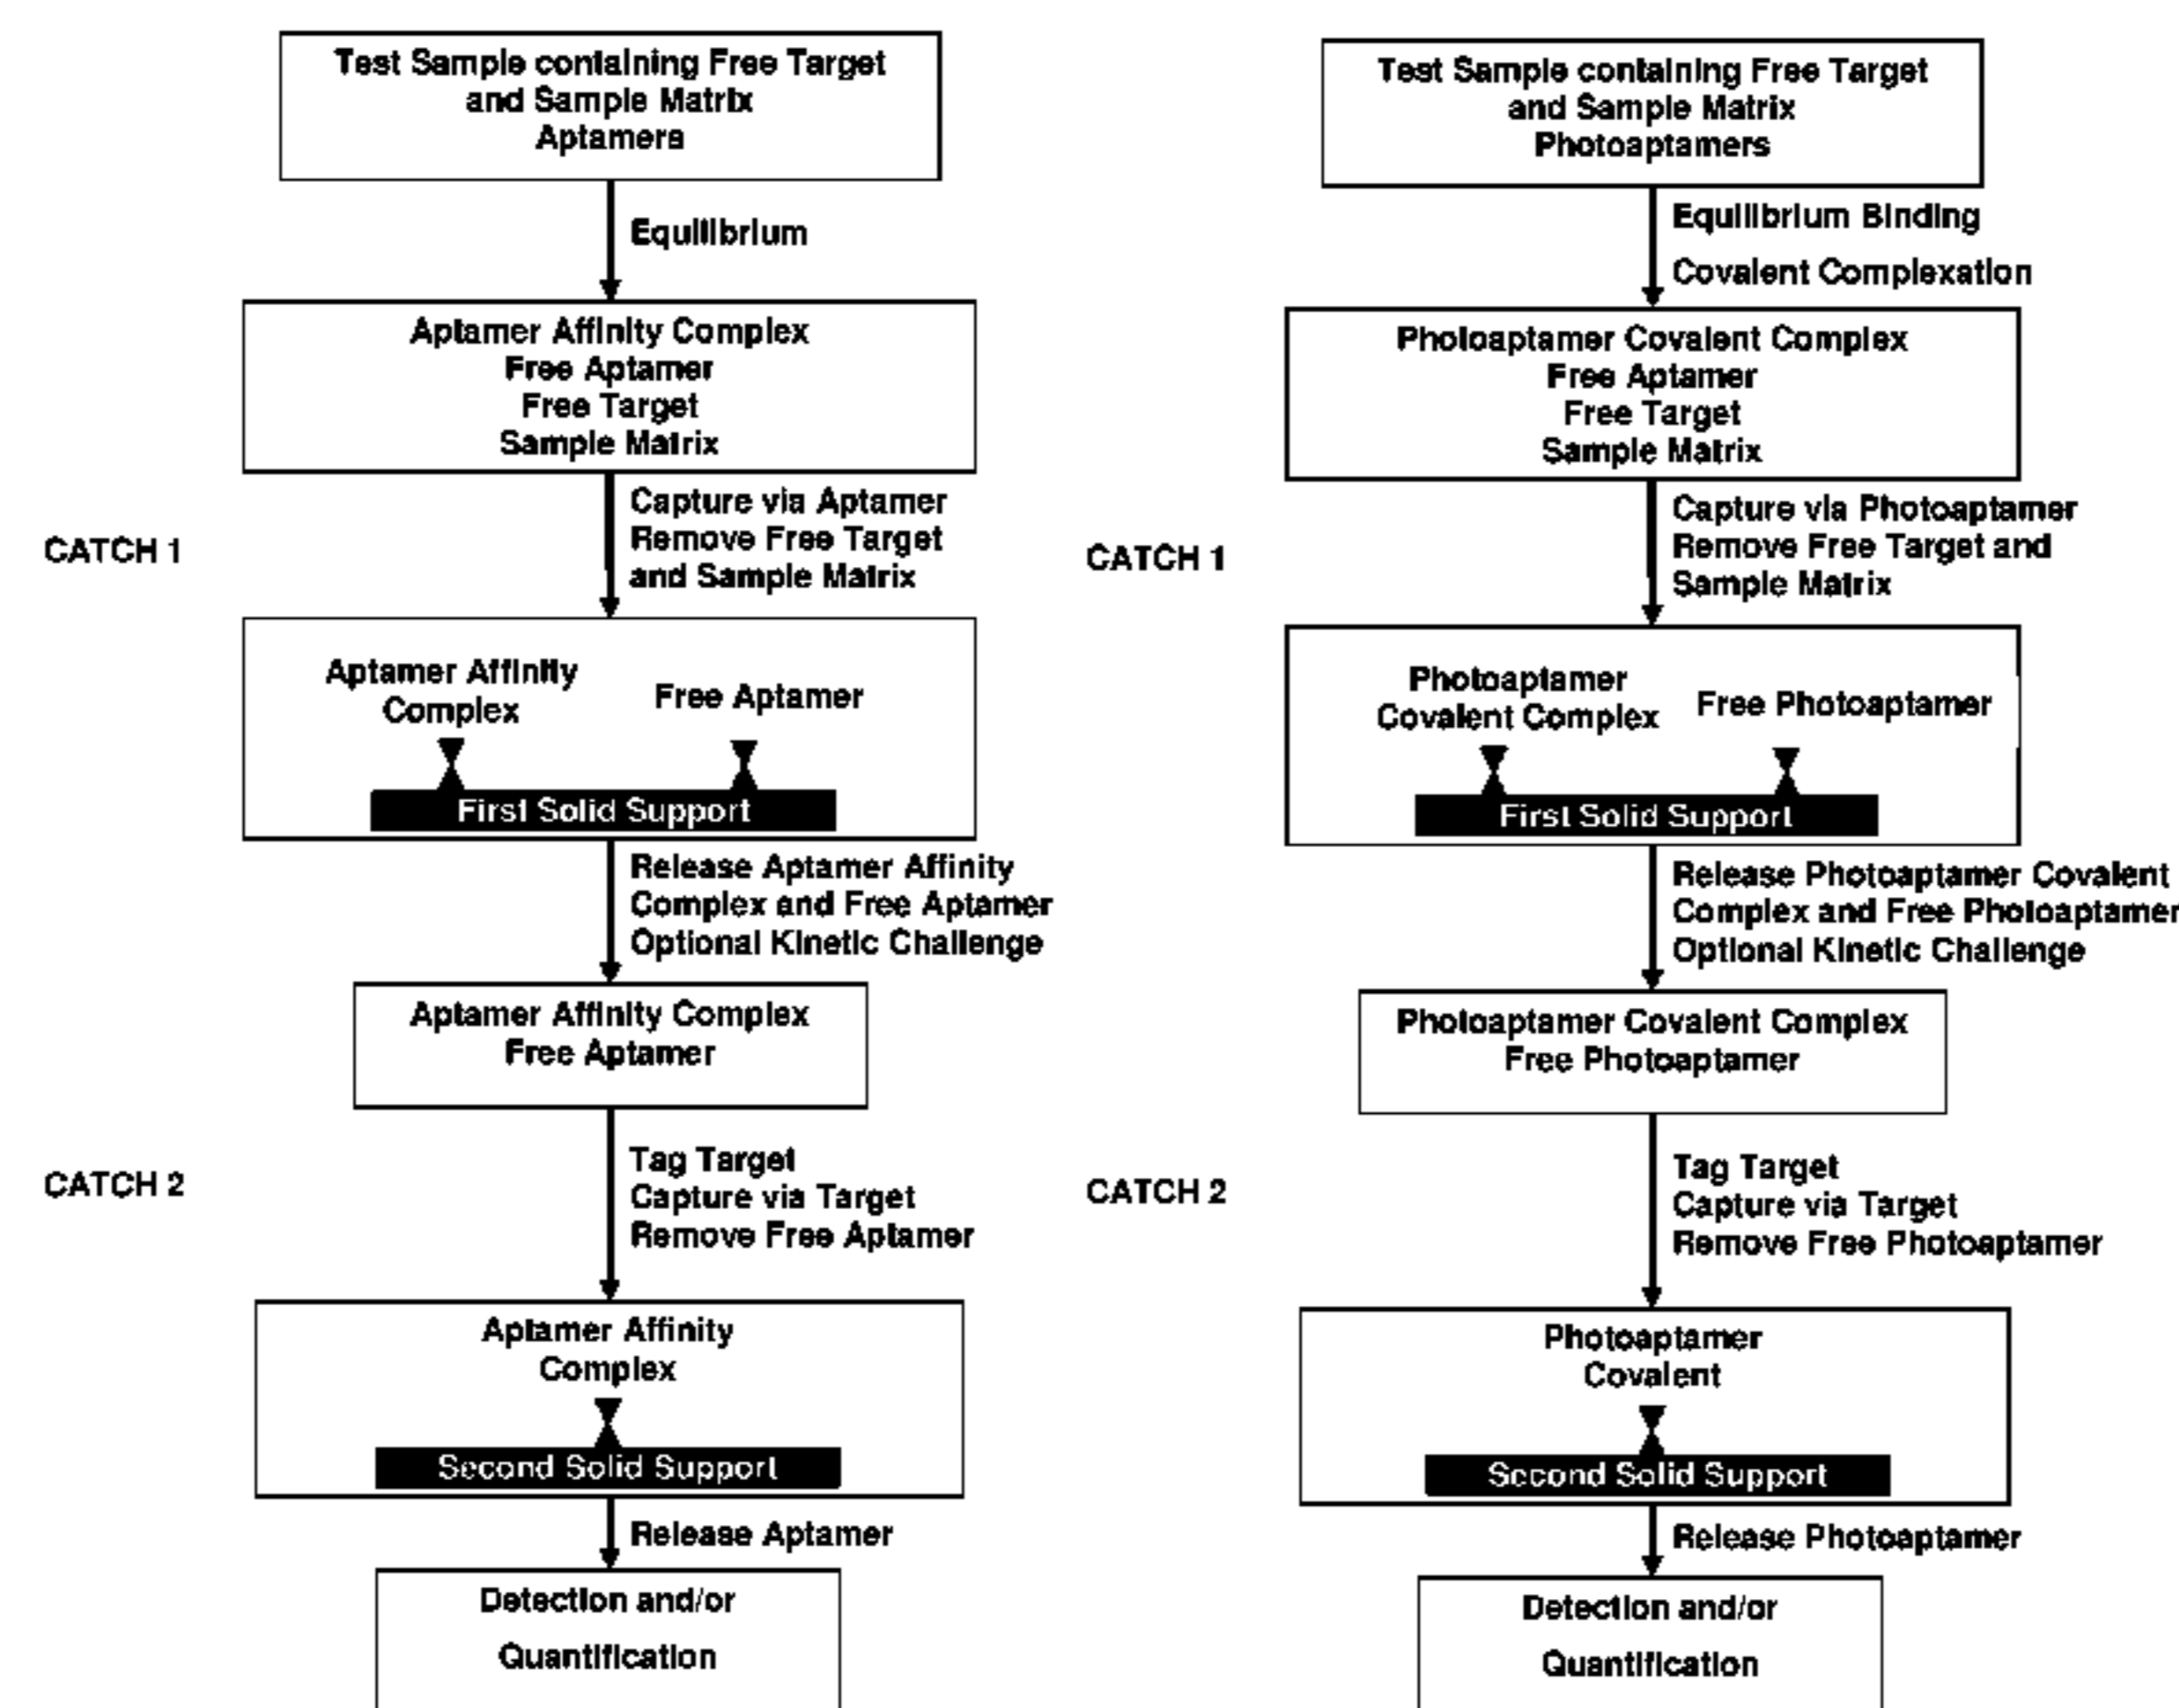 Test Sample containing Free Target
and Sample Matrix
Aptamers
Equilibrium
Aptamer Affinity Complex
Free Aptamer
Free Target
Sample Matrix
CATCH 1
Capture via Aptamer
Remove Free Target
and Sample Matrix
Aptamer Affinity
Complex
Free Aptamer
First Solid Support
Release Aptamer Affinity
Complex and Free Aptamer
Optional Kinetic Challenge
Aptamer Affinity Complex
Free Aptamer
CATCH 2
Tag Target
Capture via Target
Remove Free Aptamer
Aptamer Affinity
Complex
Second Solid Support
Release Aptamer
Detection and/or
Quantification
Test Sample containing Free Target
and Sample Matrix
Photoaptamers
Equilibrium Binding
Covalent Complexation
Photoaptamer Covalent Complex
Free Aptamer
Free Target
Sample Matrix
CATCH 1
Capture via Photoaptamer
Remove Free Target and
Sample Matrix
Photoaptamer
Covalent Complex
Free Photoaptamer
First Solid Support
Release Photoaptamer Covalent
Complex and Free Photoaptamer
Optional Kinetic Challenge
Photoaptamer Covalent Complex
Free Photoaptamer
CATCH 2
Tag Target
Capture via Target
Remove Free Photoaptamer
Photoaptamer
Covalent
Second Solid Support
Release Photoaptamer
Detection and/or
Quantification